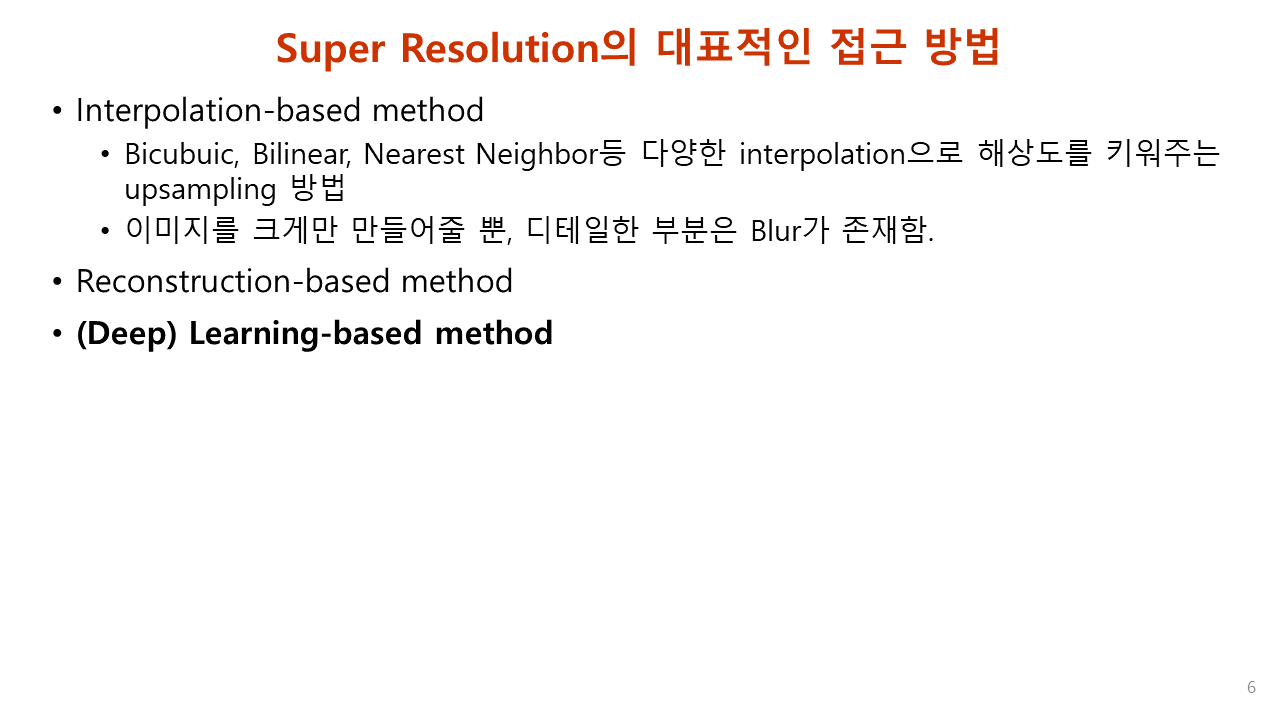 Super Resolution의 대표적인 접근 방법
• Interpolation-based method
• Bicubuic, Bilinear, Nearest Neighbor등 다양한 interpolation으로 해상도를 키워주는
upsampling 방법
• 이미지를 크게만 만들어줄 뿐, 디테일한 부분은 Blur가 존재함.
• Reconstruction-based method
• (Deep) Learning-based method
6